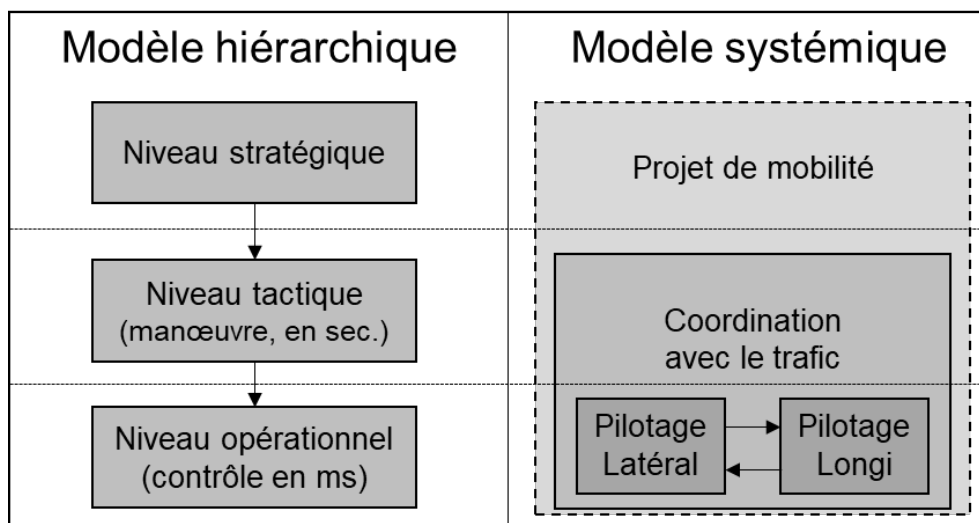 Modèle hiérarchique
Modèle systémique
Niveau stratégique
Projet de mobilité
Niveau tactique
(manœuvre, en sec.)
Coordination
avec le trafic
Niveau opérationnel
(contrôle en ms)
Pilotage
Latéral
Pilotage
Longi